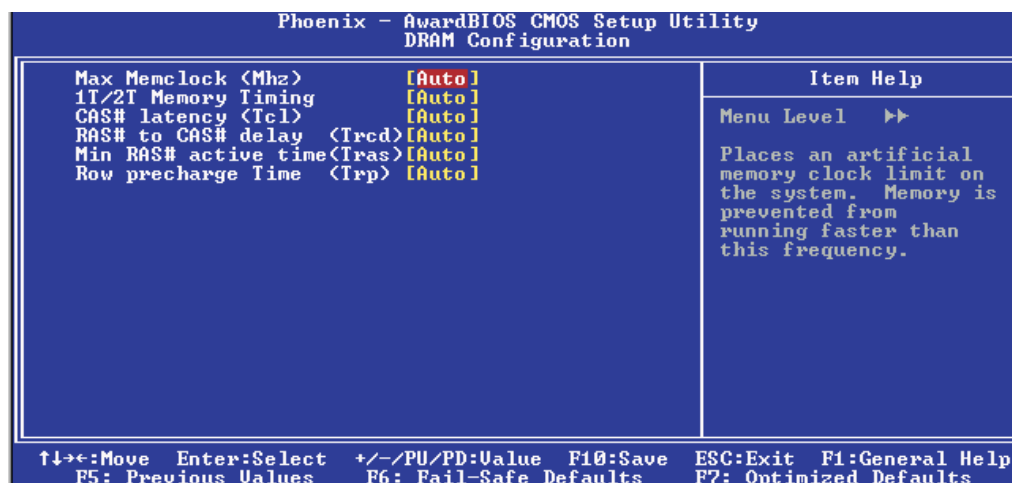 Phoenix - AwardBIOS CMOS Setup Utility
DRAM Configuration
Max Memclock (Mhz) [Auto]
1T/2T Memory Timing [Auto]
CAS# latency (Tcl) [Auto]
RAS# to CAS# delay (Trcd)[Auto]
Min RAS# active time(Tras)[Auto]
Row precharge Time (Trp) [Auto]
Item Help
Menu Level ▶▶
Places an artificial
memory clock limit on
the system. Memory is
prevented from
running faster than
this frequency.
↑↓→←:Move Enter:Select +/-/PU/PD:Value F10:Save ESC:Exit F1:General Help
F5: Previous Values F6: Fail-Safe Defaults F7: Optimized Defaults